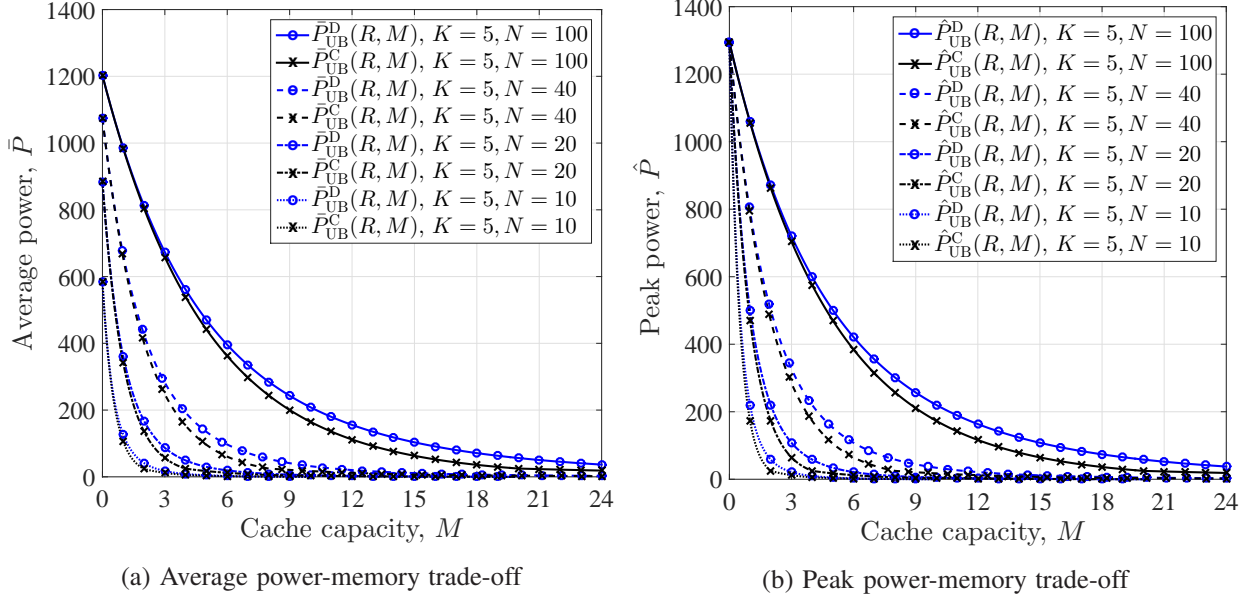 1400
1200
1000
800
600
400
200
0
0 3 6 9 12 15 18 21 24
Average power, P̄
Cache capacity, M
P̄ᴰ_UB(R, M), K = 5, N = 100
P̄ᶜ_UB(R, M), K = 5, N = 100
P̄ᴰ_UB(R, M), K = 5, N = 40
P̄ᶜ_UB(R, M), K = 5, N = 40
P̄ᴰ_UB(R, M), K = 5, N = 20
P̄ᶜ_UB(R, M), K = 5, N = 20
P̄ᴰ_UB(R, M), K = 5, N = 10
P̄ᶜ_UB(R, M), K = 5, N = 10
(a) Average power-memory trade-off
1400
1200
1000
800
600
400
200
0
0 3 6 9 12 15 18 21 24
Peak power, P̂
Cache capacity, M
P̂ᴰ_UB(R, M), K = 5, N = 100
P̂ᶜ_UB(R, M), K = 5, N = 100
P̂ᴰ_UB(R, M), K = 5, N = 40
P̂ᶜ_UB(R, M), K = 5, N = 40
P̂ᴰ_UB(R, M), K = 5, N = 20
P̂ᶜ_UB(R, M), K = 5, N = 20
P̂ᴰ_UB(R, M), K = 5, N = 10
P̂ᶜ_UB(R, M), K = 5, N = 10
(b) Peak power-memory trade-off